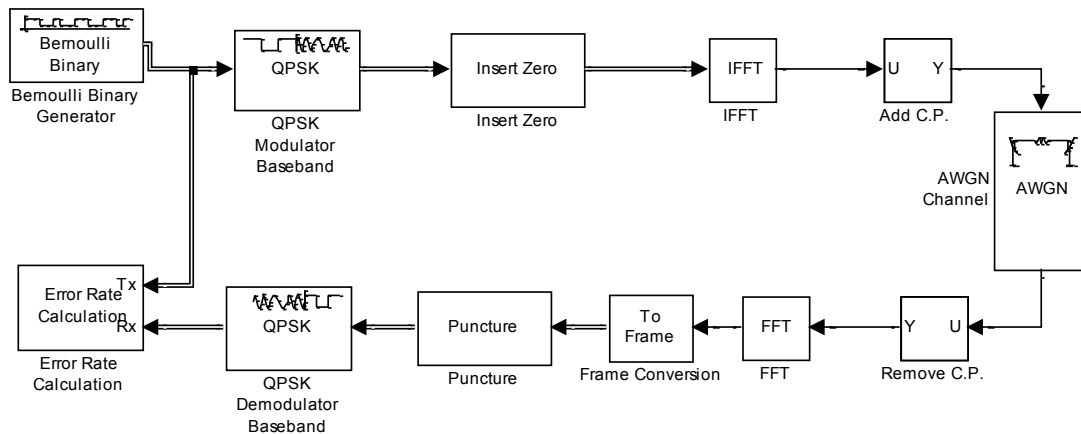 Bernoulli
Binary
Bernoulli Binary
Generator
QPSK
QPSK
Modulator
Baseband
Insert Zero
Insert Zero
IFFT
IFFT
U Y
Add C.P.
AWGN
Channel
AWGN
Tx
Error Rate
Calculation
Rx
Error Rate
Calculation
QPSK
QPSK
Demodulator
Baseband
Puncture
Puncture
To
Frame
Frame Conversion
FFT
FFT
Y U
Remove C.P.